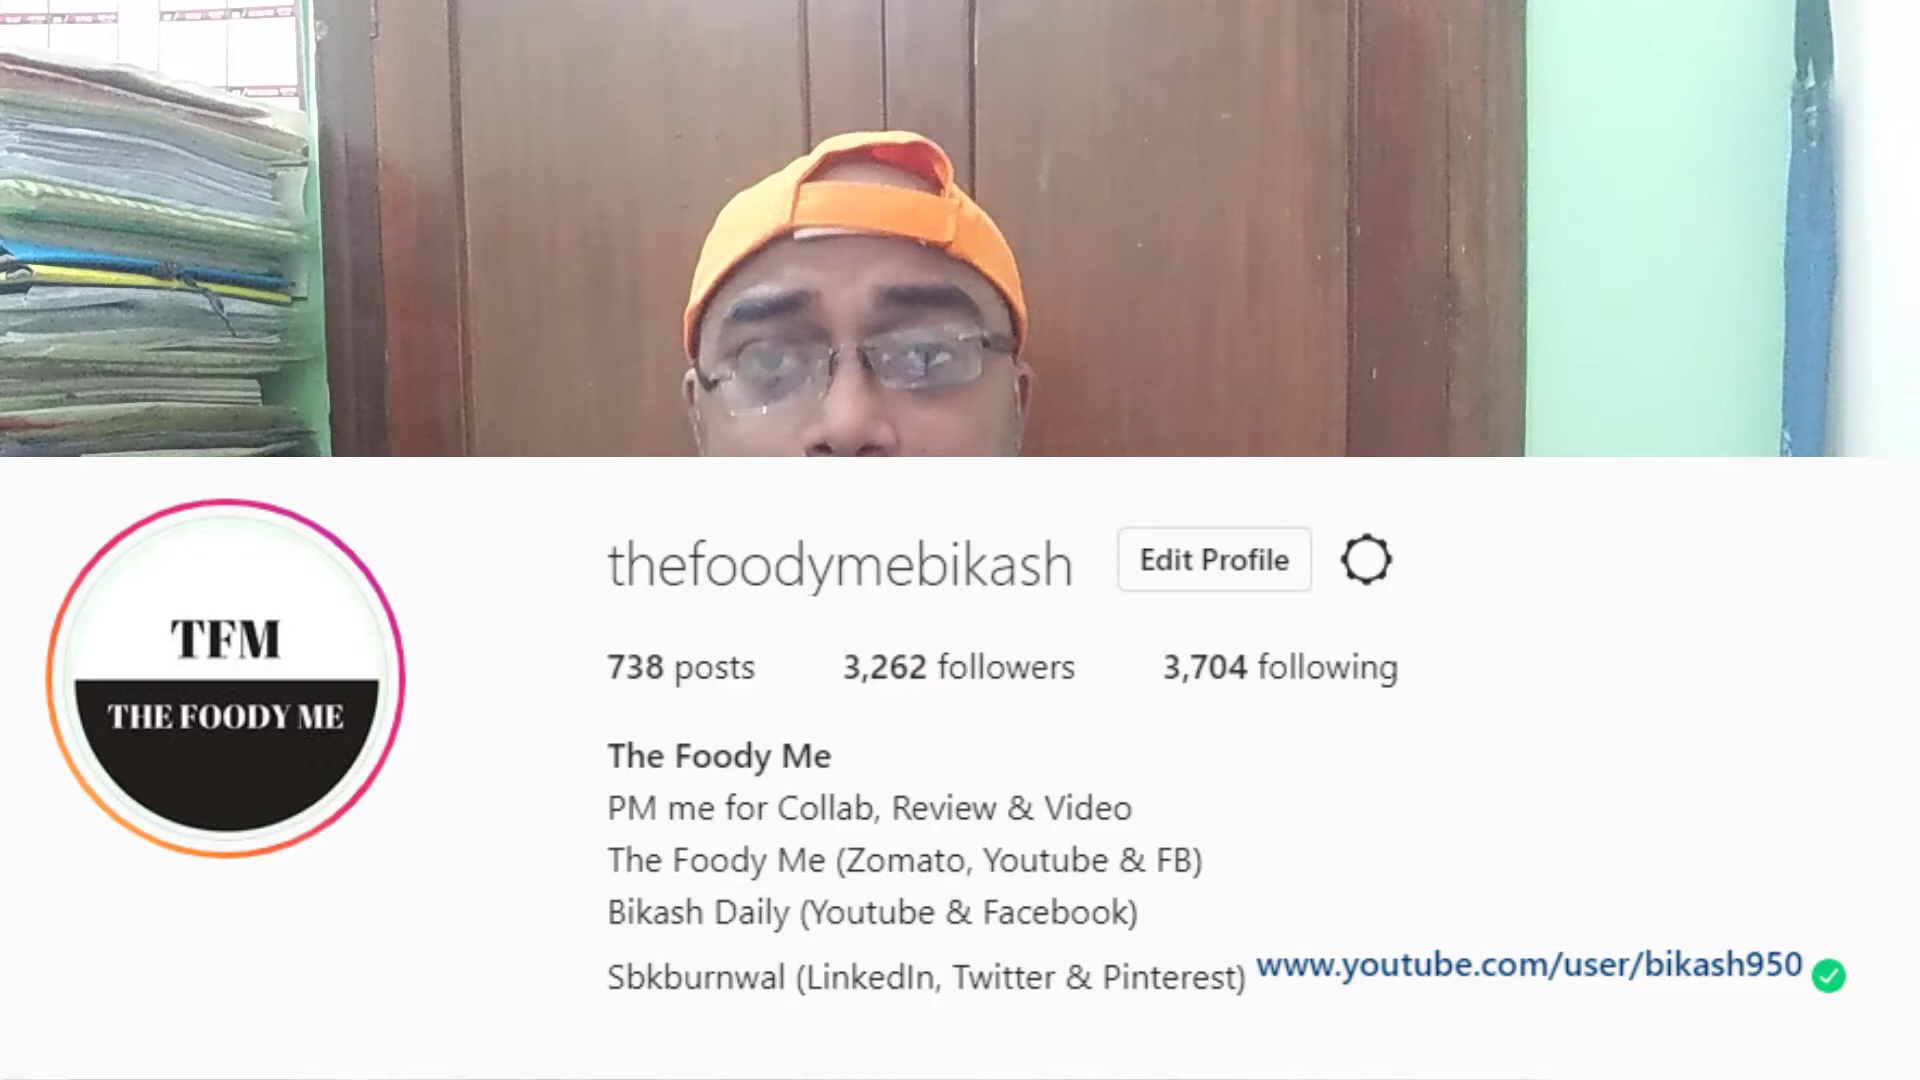 thefoodymebikash Edit Profile
738 posts 3,262 followers 3,704 following
TFM
THE FOODY ME
The Foody Me
PM me for Collab, Review & Video
The Foody Me (Zomato, Youtube & FB)
Bikash Daily (Youtube & Facebook)
Sbkburnwal (LinkedIn, Twitter & Pinterest) www.youtube.com/user/bikash950